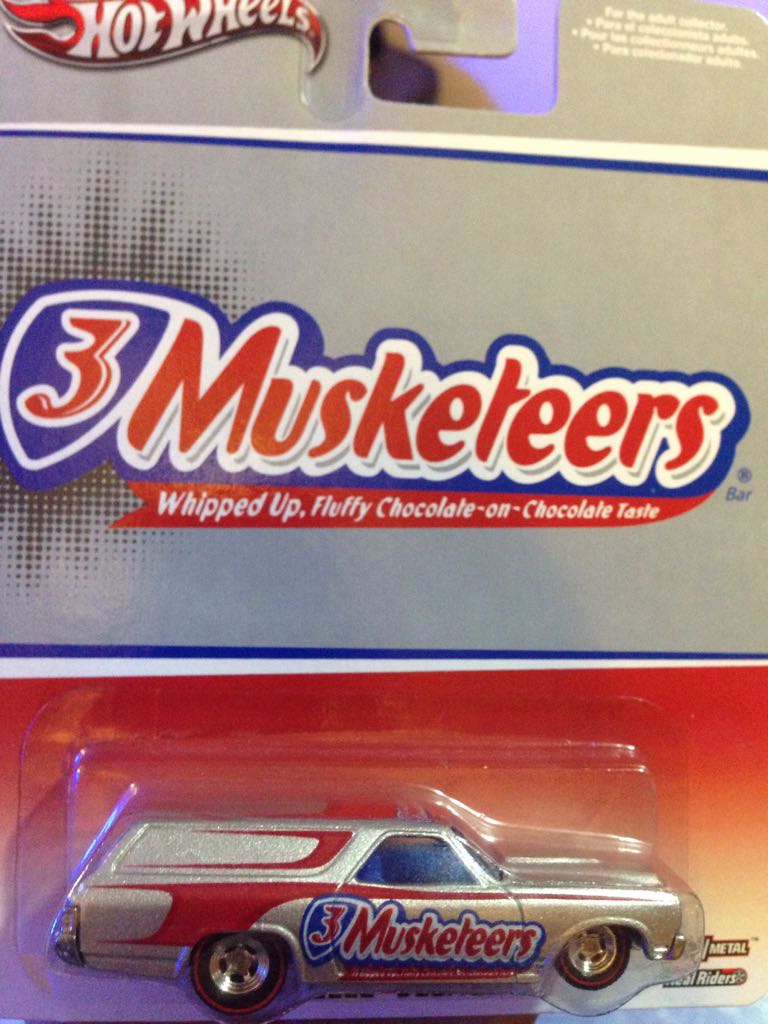 Hot Wheels
For the adult collector.
• Para el coleccionista adulto.
• Pour les collectionneurs adultes.
• Para colecionador adulto.
3 Musketeers
®
Bar
Whipped Up, Fluffy Chocolate-on-Chocolate Taste
3 Musketeers
METAL™
Real Riders®